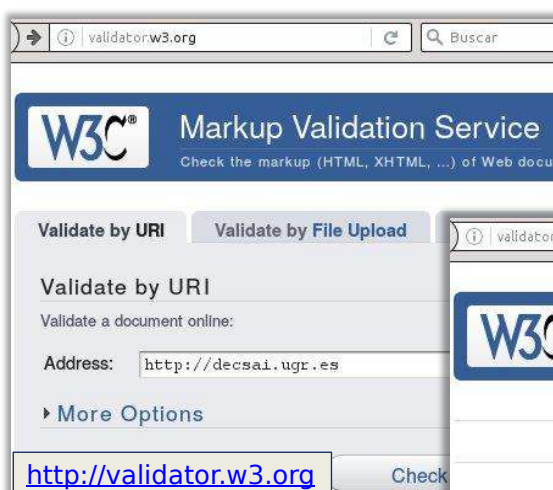 validator.w3.org
Buscar
W3C®
Markup Validation Service
Check the markup (HTML, XHTML, ...) of Web
Validate by URI
Validate by File Upload
Validate by URI
Validate a document online:
Address:
http://decsai.ugr.es
More Options
http://validator.w3.org
Check
W3